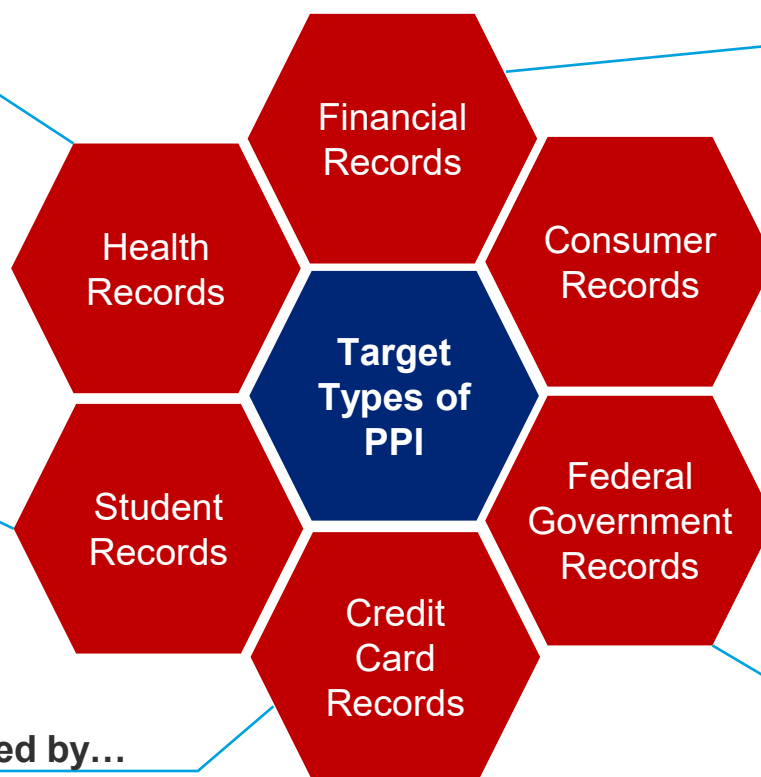 Financial
Records
Health
Records
Consumer
Records
Target
Types of
PPI
Student
Records
Federal
Government
Records
Credit
Card
Records
ed by…